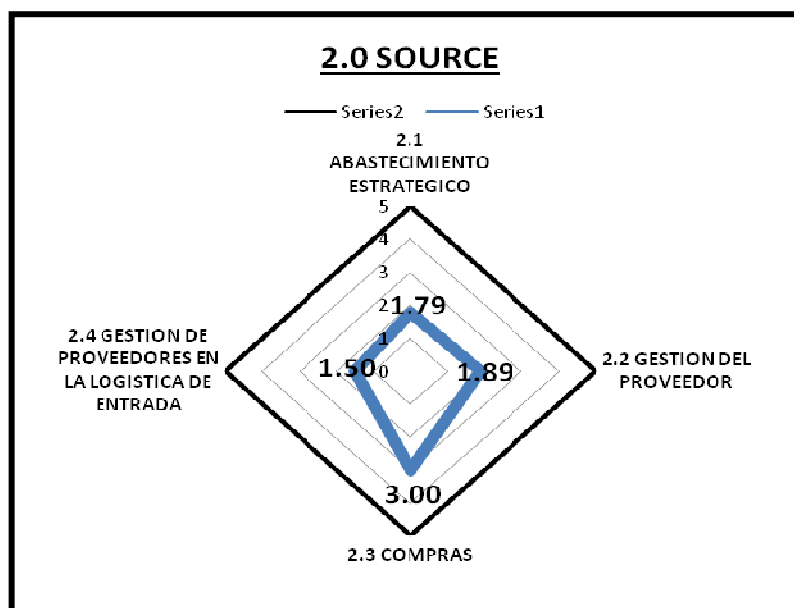 2.0 SOURCE
Series2 Series1
2.1
ABASTECIMIENTO
ESTRATEGICO
5
4
3
2
1.79
1
2.4 GESTION DE
PROVEEDORES EN
LA LOGISTICA DE
ENTRADA
1.50
0
1.89
2.2 GESTION DEL
PROVEEDOR
3.00
2.3 COMPRAS